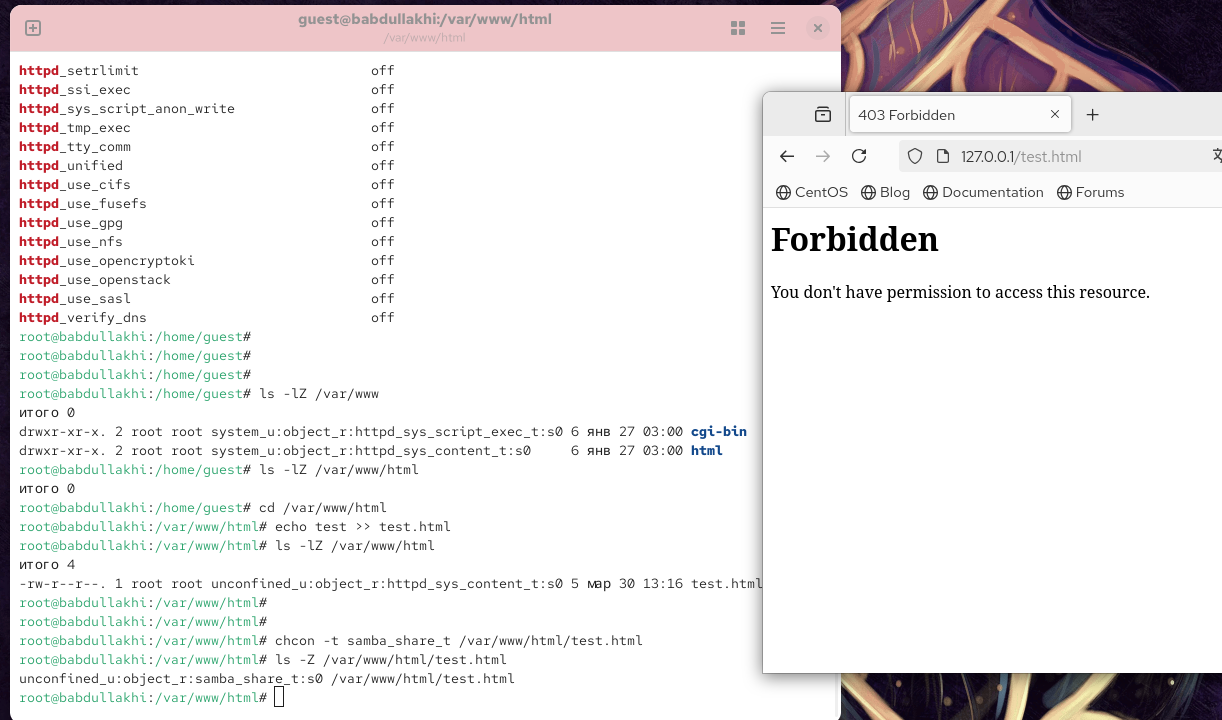 guest@babdullakhi:/var/www/html
/var/www/html
httpd_setrlimit off
httpd_ssi_exec off
httpd_sys_script_anon_write off
httpd_tmp_exec off
httpd_tty_comm off
httpd_unified off
httpd_use_cifs off
httpd_use_fusefs off
httpd_use_gpg off
httpd_use_nfs off
httpd_use_opencryptoki off
httpd_use_openstack off
httpd_use_sasl off
httpd_verify_dns off
root@babdullakhi:/home/guest#
root@babdullakhi:/home/guest#
root@babdullakhi:/home/guest#
root@babdullakhi:/home/guest# ls -lZ /var/www
итого 0
drwxr-xr-x. 2 root root system_u:object_r:httpd_sys_script_exec_t:s0 6 янв 27 03:00 cgi-bin
drwxr-xr-x. 2 root root system_u:object_r:httpd_sys_content_t:s0 6 янв 27 03:00 html
root@babdullakhi:/home/guest# ls -lZ /var/www/html
итого 0
root@babdullakhi:/home/guest# cd /var/www/html
root@babdullakhi:/var/www/html# echo test >> test.html
root@babdullakhi:/var/www/html# ls -lZ /var/www/html
итого 4
-rw-r--r--. 1 root root unconfined_u:object_r:httpd_sys_content_t:s0 5 мар 30 13:16 test.html
root@babdullakhi:/var/www/html#
root@babdullakhi:/var/www/html#
root@babdullakhi:/var/www/html# chcon -t samba_share_t /var/www/html/test.html
root@babdullakhi:/var/www/html# ls -Z /var/www/html/test.html
unconfined_u:object_r:samba_share_t:s0 /var/www/html/test.html
root@babdullakhi:/var/www/html#
403 Forbidden
127.0.0.1/test.html
CentOS Blog Documentation Forums
Forbidden
You don't have permission to access this resource.